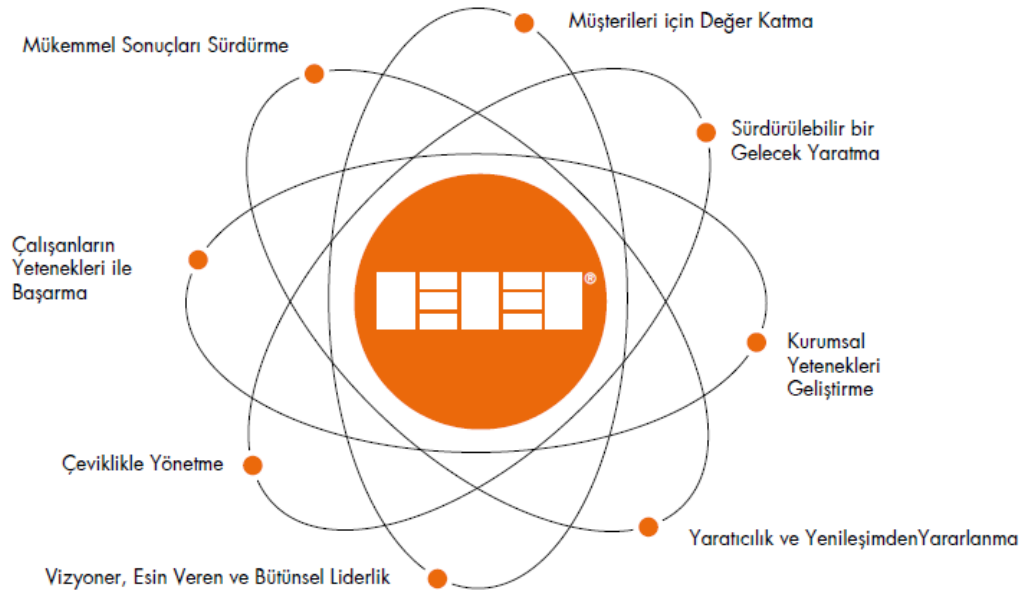 Müşterileri için Değer Katma
Mükemmel Sonuçları Sürdürme
Sürdürülebilir bir
Gelecek Yaratma
Çalışanların
Yetenekleri ile
Başarma
®
Kurumsal
Yetenekleri
Geliştirme
Çeviklikle Yönetme
Yaratıcılık ve YenileşimdenYararlanma
Vizyoner, Esin Veren ve Bütünsel Liderlik